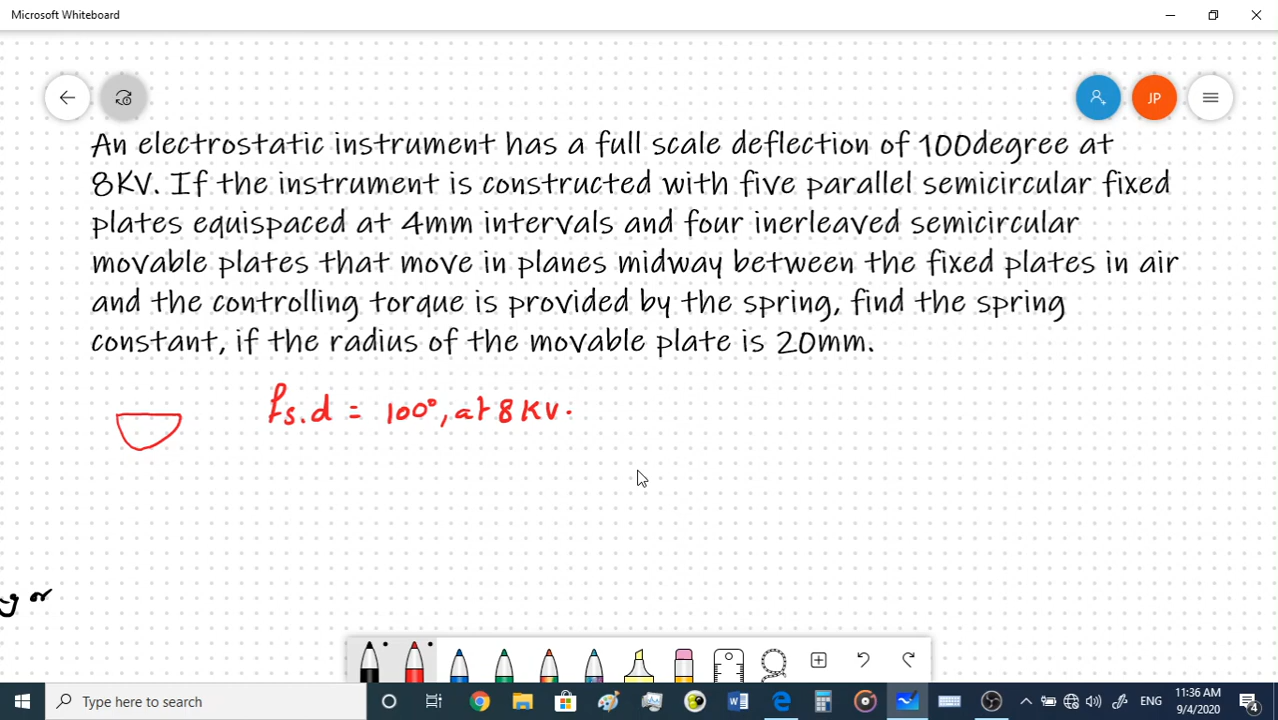 Microsoft Whiteboard
JP
An electrostatic instrument has a full scale deflection of 100degree at
8KV. If the instrument is constructed with five parallel semicircular fixed
plates equispaced at 4mm intervals and four inerleaved semicircular
movable plates that move in planes midway between the fixed plates in air
and the controlling torque is provided by the spring, find the spring
constant, if the radius of the movable plate is 20mm.
fs.d = 100°, at 8 KV.
or
Type here to search
ENG
11:36 AM
9/4/2020
4